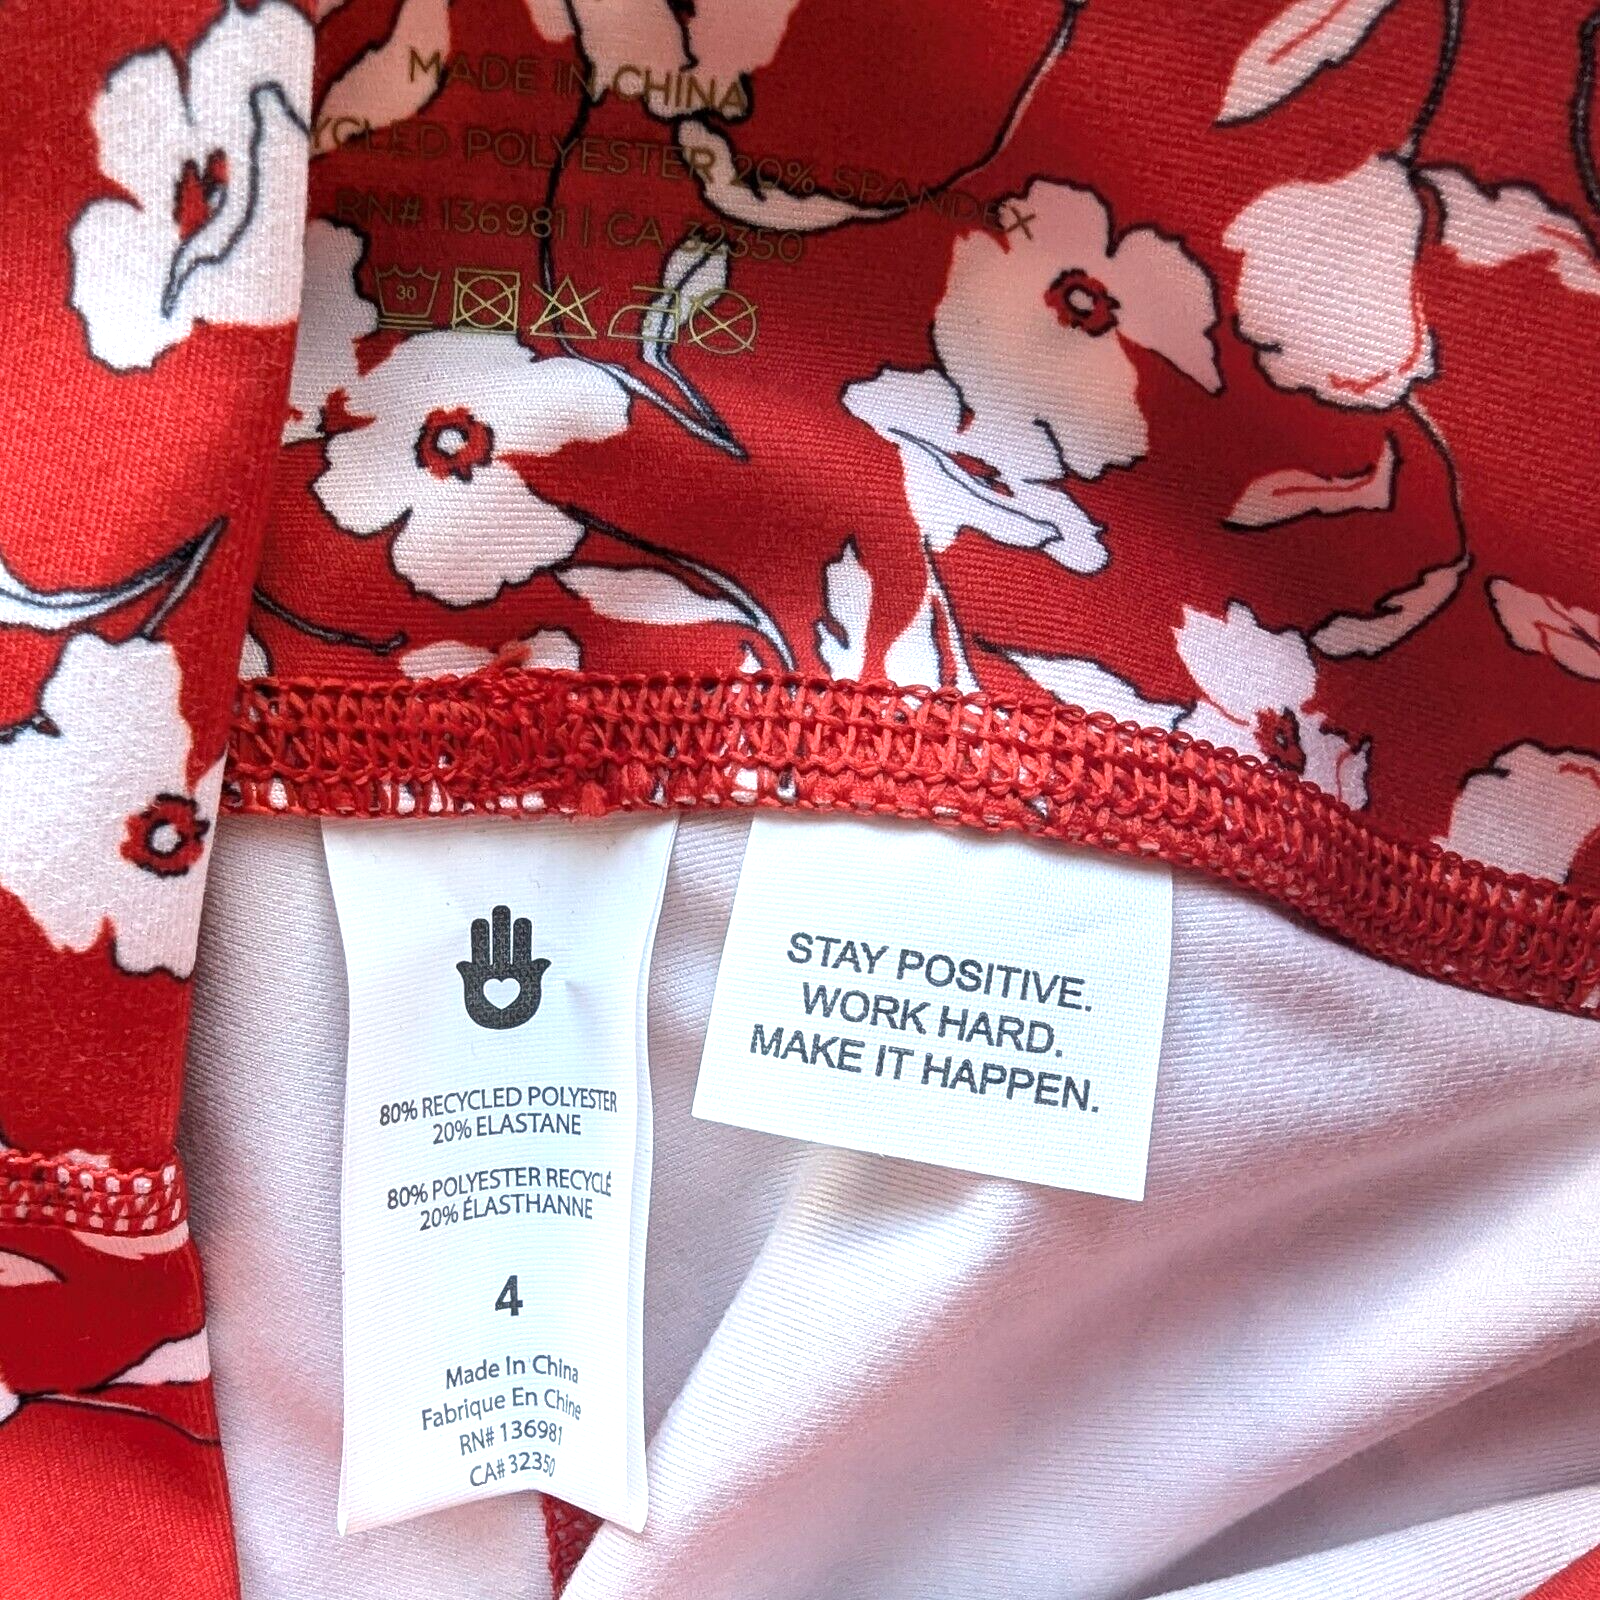 MADE IN CHINA
POLYESTER 20% SPANDEX
RN# 136981 | CA 32350
30
80% RECYCLED POLYESTER
20% ELASTANE
80% POLYESTER RECYCLÉ
20% ÉLASTHANNE
4
Made In China
Fabrique En Chine
RN# 136981
CA# 32350
STAY POSITIVE.
WORK HARD.
MAKE IT HAPPEN.